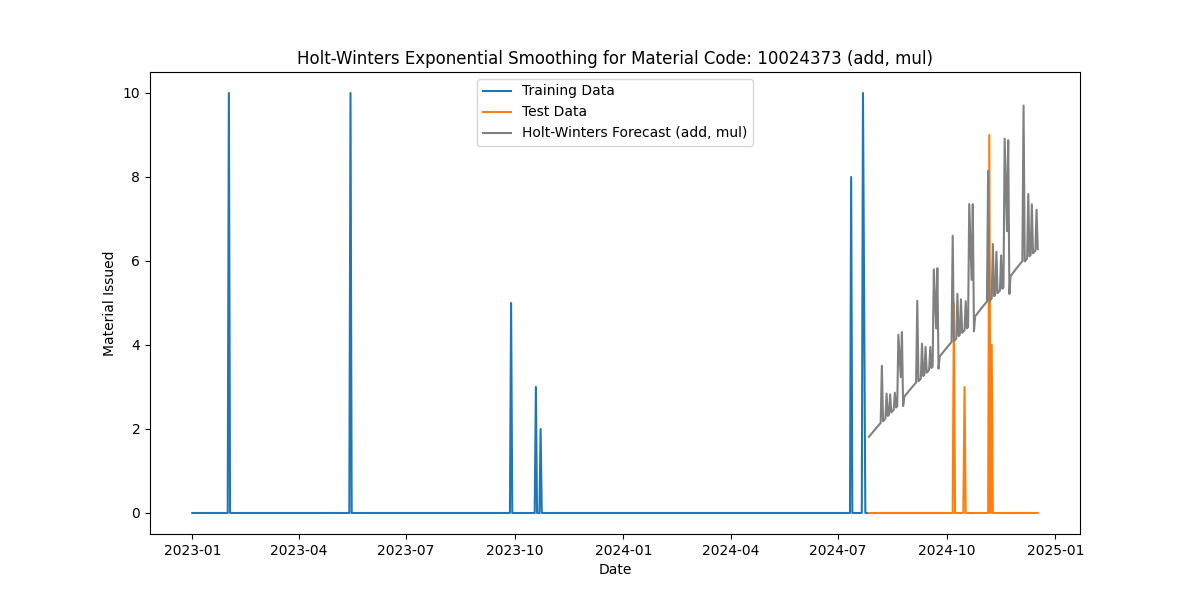 Holt-Winters Exponential Smoothing for Material Code: 10024373 (add, mul)
Training Data
Test Data
Holt-Winters Forecast (add, mul)
Material Issued
10
8
6
4
2
0
2023-01
2023-04
2023-07
2023-10
2024-01
2024-04
2024-07
2024-10
2025-01
Date